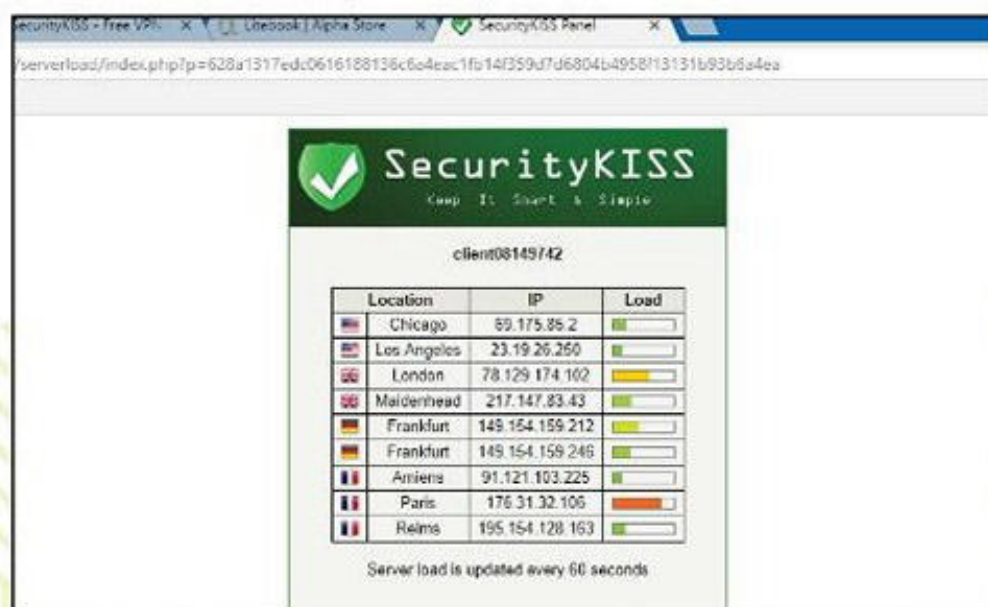 ecurityKISS - Free VPN x Litebook | Alpha Store x SecurityKISS Panel x
/serverload/index.php?p=
SecurityKISS
Keep It Smart & Simple
client08149742
Location IP Load
Chicago 69.175.86.2
Los Angeles 23.19.26.250
London 78.129.174.102
Maidenhead 217.147.83.43
Frankfurt 149.154.159.212
Frankfurt 149.154.159.246
Amiens 91.121.103.225
Paris 176.31.32.106
Reims 195.154.128.163
Server load is updated every 60 seconds